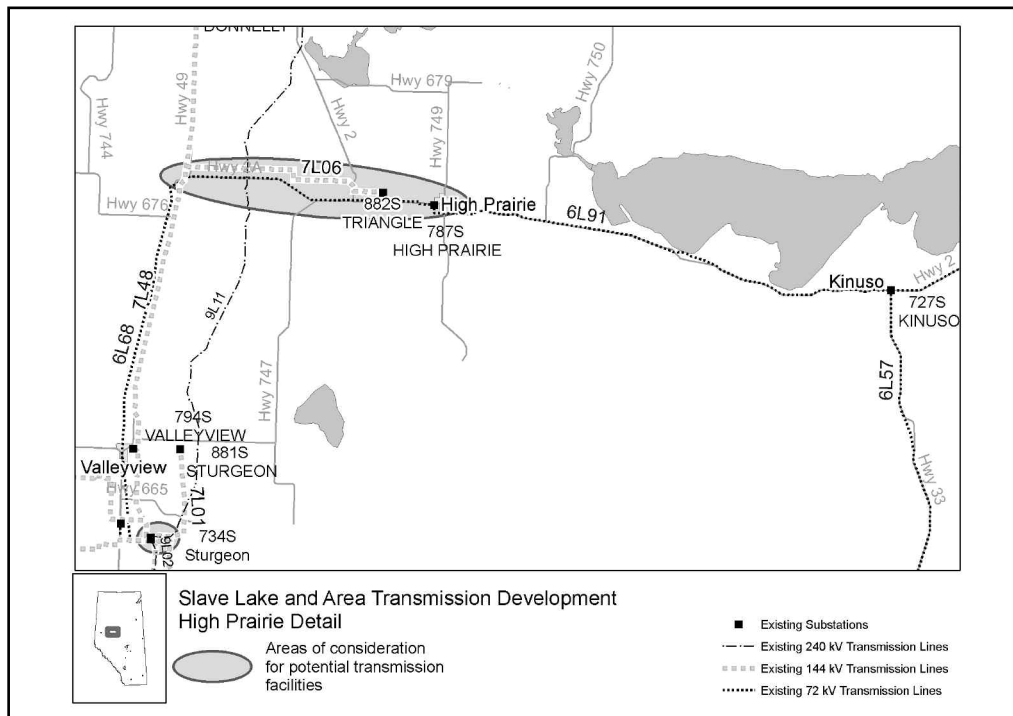 DONNELLY
Hwy 49
Hwy 744
Hwy 679
Hwy 2
Hwy 749
Hwy 750
7L06
882S
TRIANGLE
High Prairie
787S
HIGH PRAIRIE
Hwy 676
6L91
Kinuso
Hwy 2
727S
KINUSO
7L48
6L68
9L11
Hwy 747
6L57
Hwy 33
794S
VALLEYVIEW
881S
STURGEON
Valleyview
Hwy 665
7L01
734S
Sturgeon
9L02
Slave Lake and Area Transmission Development
High Prairie Detail
Areas of consideration
for potential transmission
facilities
Existing Substations
Existing 240 kV Transmission Lines
Existing 144 kV Transmission Lines
Existing 72 kV Transmission Lines